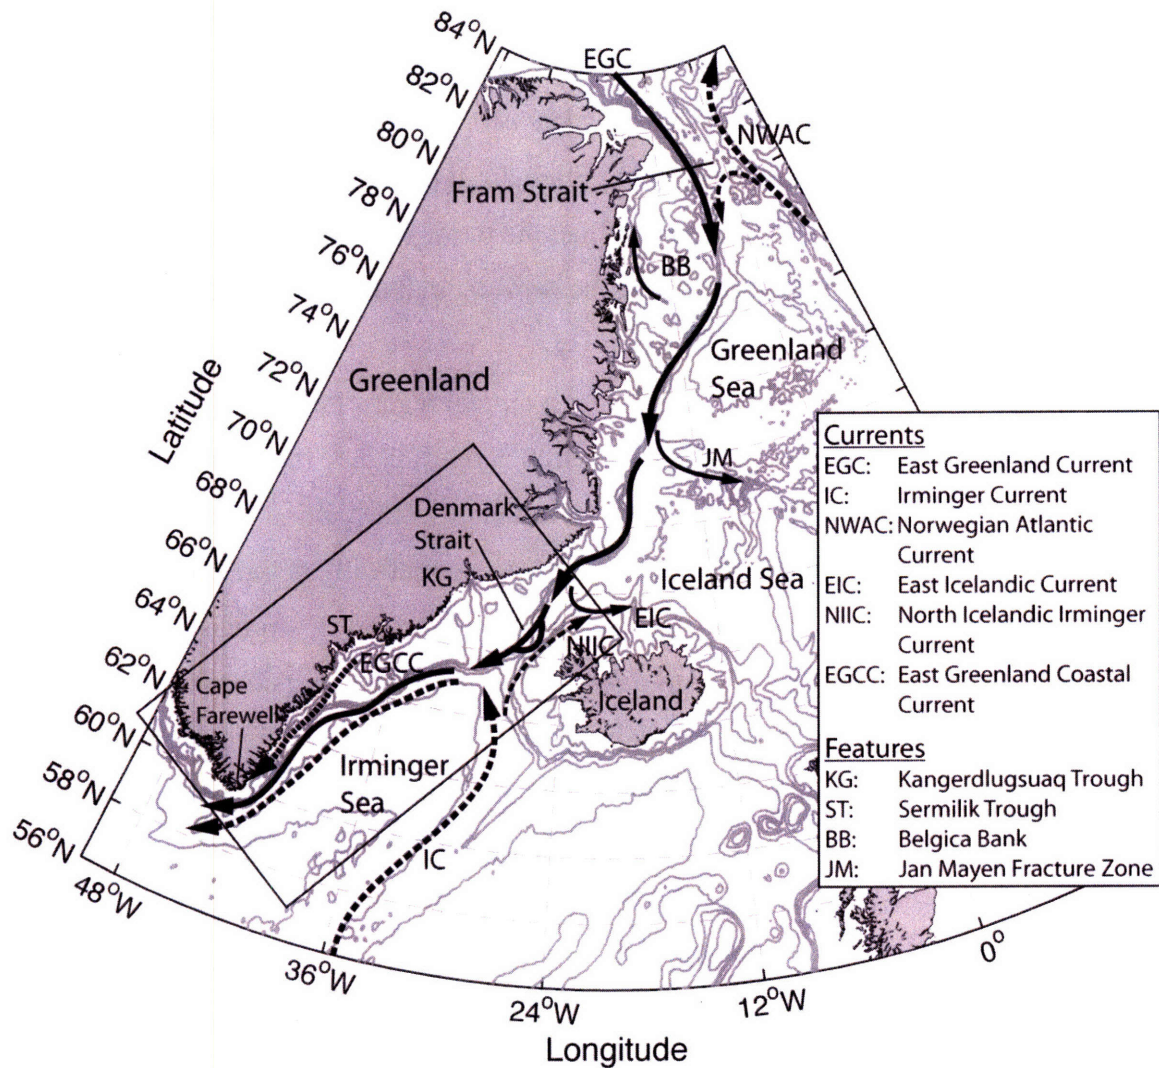 84°N
82°N
80°N
78°N
76°N
74°N
72°N
70°N
68°N
66°N
64°N
62°N
60°N
58°N
56°N
Latitude
EGC
NWAC
Fram Strait
BB
Greenland
Sea
Greenland
JM
Denmark
Strait
KG
Iceland Sea
EIC
ST
NIIC
EGCC
Iceland
Cape
Farewell
Irminger
Sea
IC
48°W
36°W
24°W
12°W
0°
Longitude
Currents
EGC: East Greenland Current
IC: Irminger Current
NWAC: Norwegian Atlantic
Current
EIC: East Icelandic Current
NIIC: North Icelandic Irminger
Current
EGCC: East Greenland Coastal
Current
Features
KG: Kangerdlugsuaq Trough
ST: Sermilik Trough
BB: Belgica Bank
JM: Jan Mayen Fracture Zone